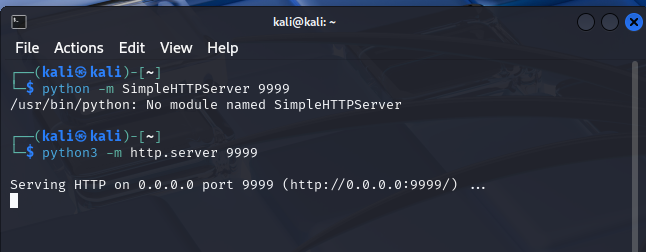 kali@kali: ~
File Actions Edit View Help
┌──(kali㉿kali)-[~]
└─$ python -m SimpleHTTPServer 9999
/usr/bin/python: No module named SimpleHTTPServer
┌──(kali㉿kali)-[~]
└─$ python3 -m http.server 9999
Serving HTTP on 0.0.0.0 port 9999 (http://0.0.0.0:9999/) ...